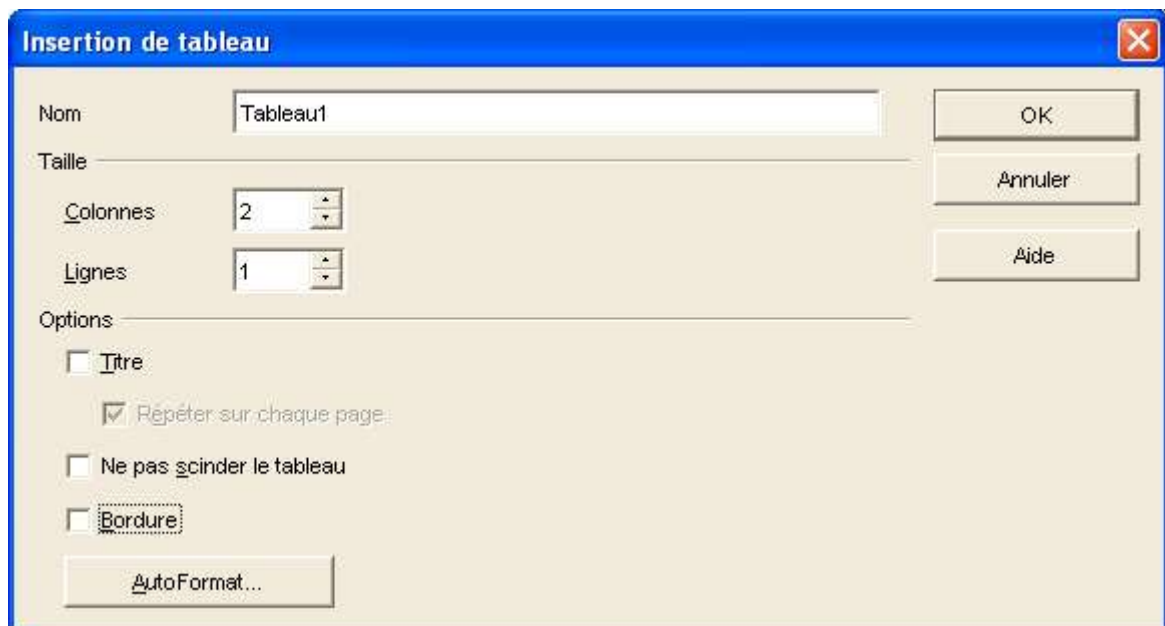 Insertion de tableau
Nom Tableau1
OK
Taille
Annuler
Colonnes 2
Lignes 1
Aide
Options
Titre
Répéter sur chaque page
Ne pas scinder le tableau
Bordure
AutoFormat...